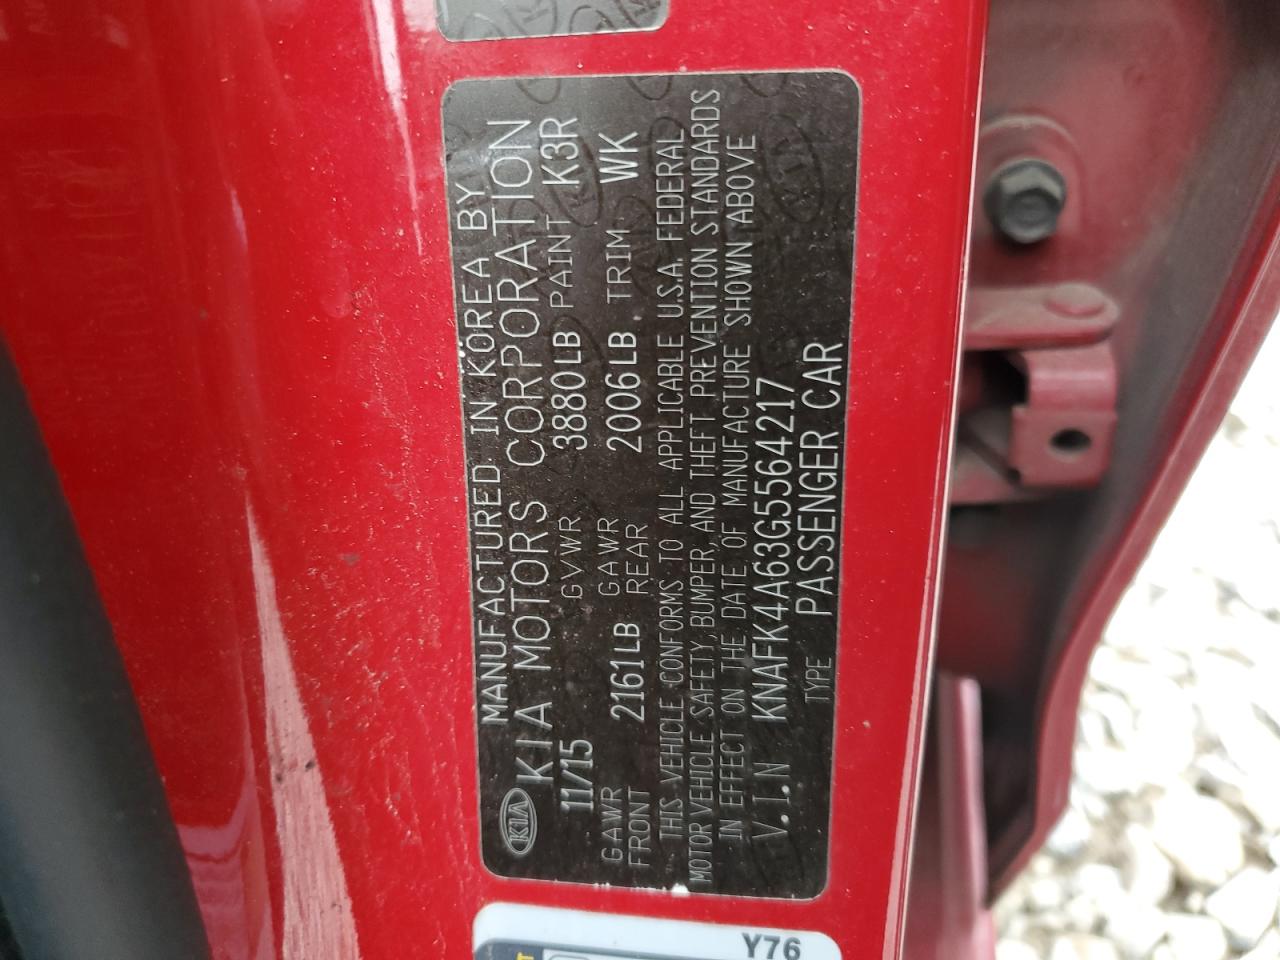 MANUFACTURED IN KOREA BY
KIA KIA MOTORS CORPORATION
11/15 GVWR 3880LB PAINT K3R
GAWR FRONT 2161LB GAWR REAR 2006LB TRIM WK
THIS VEHICLE CONFORMS TO ALL APPLICABLE U.S.A. FEDERAL
MOTOR VEHICLE SAFETY, BUMPER, AND THEFT PREVENTION STANDARDS
IN EFFECT ON THE DATE OF MANUFACTURE SHOWN ABOVE
V.I.N KNAFK4A63G5564217
TYPE PASSENGER CAR
Y76